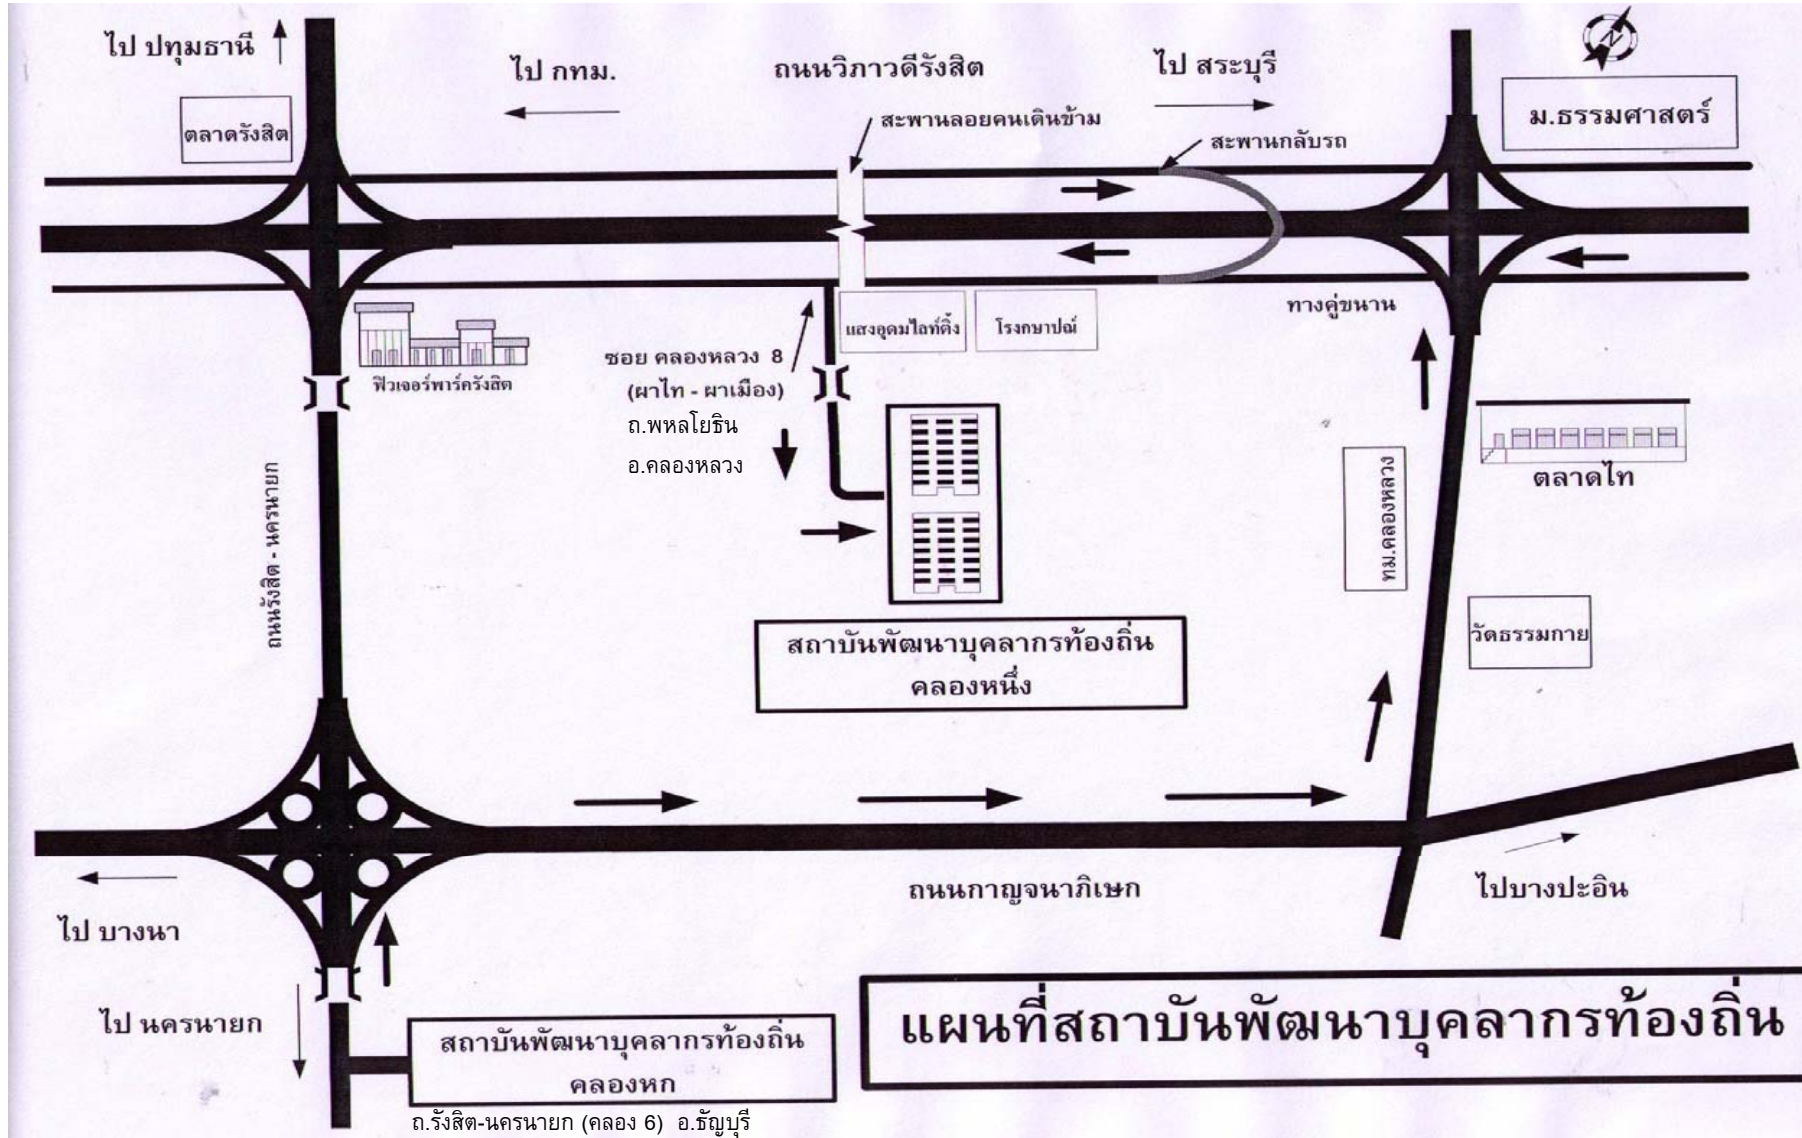 ไป ปทุมธานี
ไป กทม.
ถนนวิภาวดีรังสิต
ไป สระบุรี
N
ตลาดรังสิต
สะพานลอยคนเดินข้าม
สะพานกลับรถ
ม.ธรรมศาสตร์
ฟิวเจอร์พาร์ครังสิต
ซอย คลองหลวง 8
(ผาไท - ผาเมือง)
ถ.พหลโยธิน
อ.คลองหลวง
แสงอุดมไลท์ติ้ง
โรงกษาปณ์
ทางคู่ขนาน
ตลาดไท
ทม.คลองหลวง
ถนนรังสิต - นครนายก
วัดธรรมกาย
สถาบันพัฒนาบุคลากรท้องถิ่น
คลองหนึ่ง
ถนนกาญจนาภิเษก
ไปบางปะอิน
ไป บางนา
ไป นครนายก
สถาบันพัฒนาบุคลากรท้องถิ่น
คลองหก
ถ.รังสิต-นครนายก (คลอง 6) อ.ธัญบุรี
แผนที่สถาบันพัฒนาบุคลากรท้องถิ่น